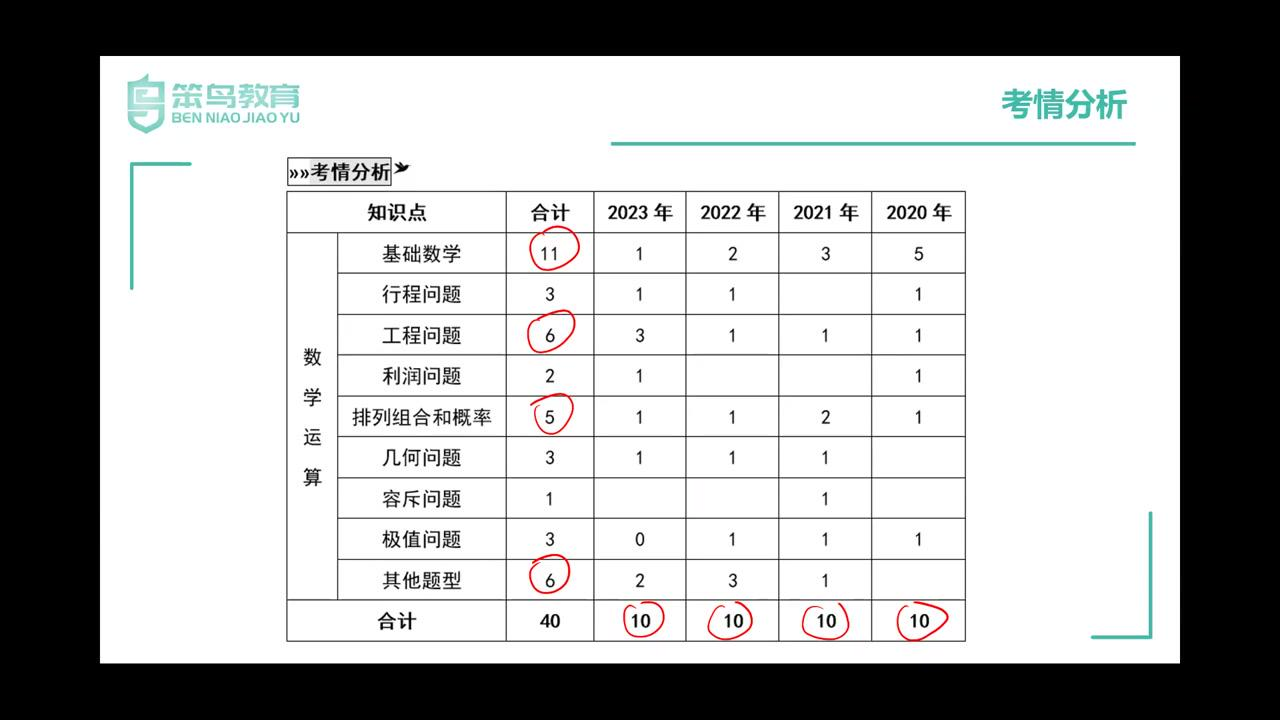 笨鸟教育
BEN NIAO JIAO YU
考情分析
»»考情分析
知识点 合计 2023 年 2022 年 2021 年 2020 年
数学运算
基础数学 11 1 2 3 5
行程问题 3 1 1 1
工程问题 6 3 1 1 1
利润问题 2 1 1
排列组合和概率 5 1 1 2 1
几何问题 3 1 1 1
容斥问题 1 1
极值问题 3 0 1 1 1
其他题型 6 2 3 1
合计 40 10 10 10 10